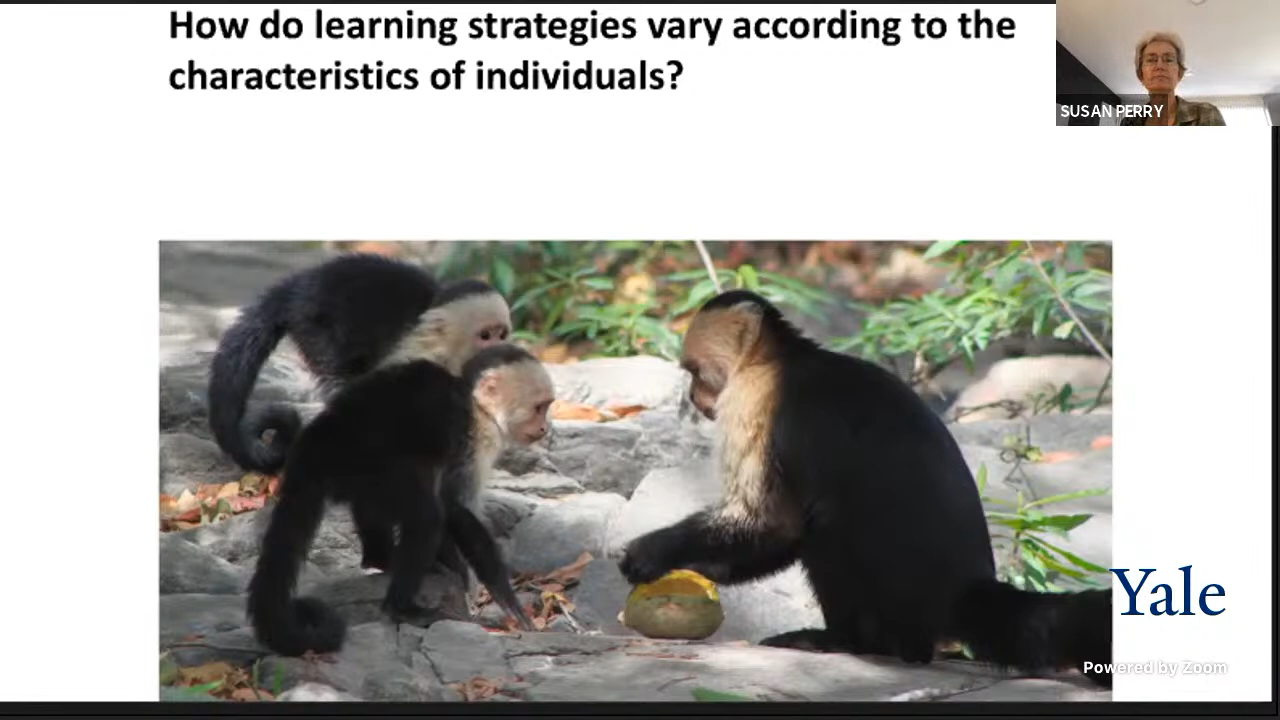 How do learning strategies vary according to the
characteristics of individuals?
SUSAN PERRY
Yale
Powered by Zoom